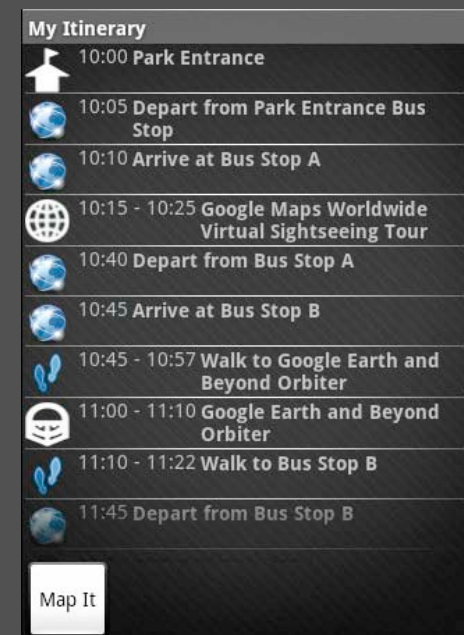 My Itinerary
10:00 Park Entrance
10:05 Depart from Park Entrance Bus
Stop
10:10 Arrive at Bus Stop A
10:15 - 10:25 Google Maps Worldwide
Virtual Sightseeing Tour
10:40 Depart from Bus Stop A
10:45 Arrive at Bus Stop B
10:45 - 10:57 Walk to Google Earth and
Beyond Orbiter
11:00 - 11:10 Google Earth and Beyond
Orbiter
11:10 - 11:22 Walk to Bus Stop B
11:45 Depart from Bus Stop B
Map It